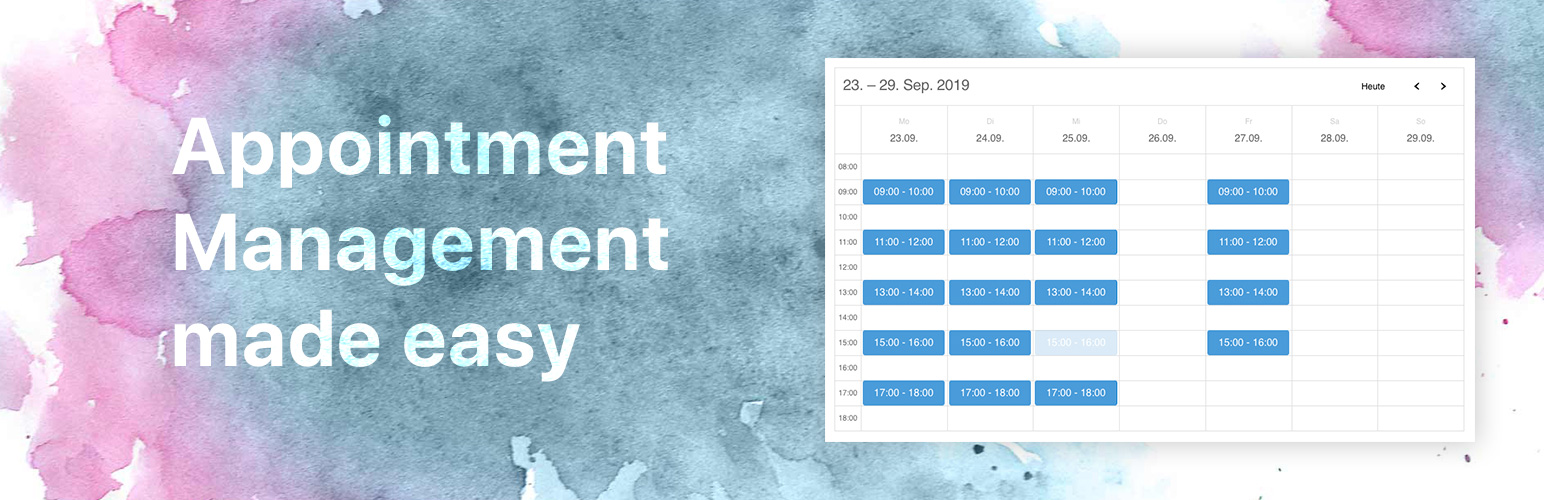 Appointment
Management
made easy
23. – 29. Sep. 2019
Heute
Mo Di Mi Do Fr Sa So
23.09. 24.09. 25.09. 26.09. 27.09. 28.09. 29.09.
08:00
09:00 09:00 - 10:00 09:00 - 10:00 09:00 - 10:00 09:00 - 10:00
10:00
11:00 11:00 - 12:00 11:00 - 12:00 11:00 - 12:00 11:00 - 12:00
12:00
13:00 13:00 - 14:00 13:00 - 14:00 13:00 - 14:00 13:00 - 14:00
14:00
15:00 15:00 - 16:00 15:00 - 16:00 15:00 - 16:00 15:00 - 16:00
16:00
17:00 17:00 - 18:00 17:00 - 18:00 17:00 - 18:00
18:00